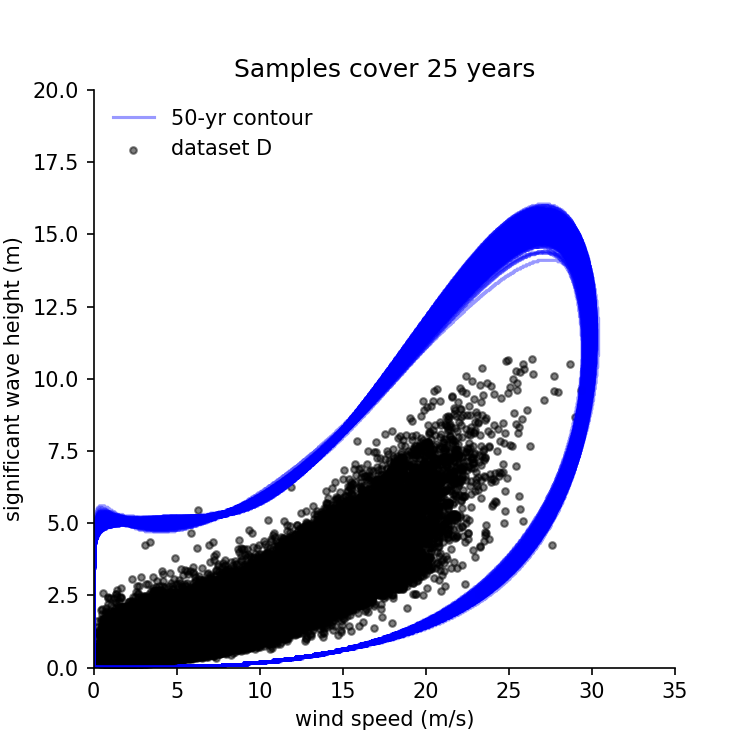 Samples cover 25 years
50-yr contour
dataset D
significant wave height (m)
20.0
17.5
15.0
12.5
10.0
7.5
5.0
2.5
0.0
0 5 10 15 20 25 30 35
wind speed (m/s)